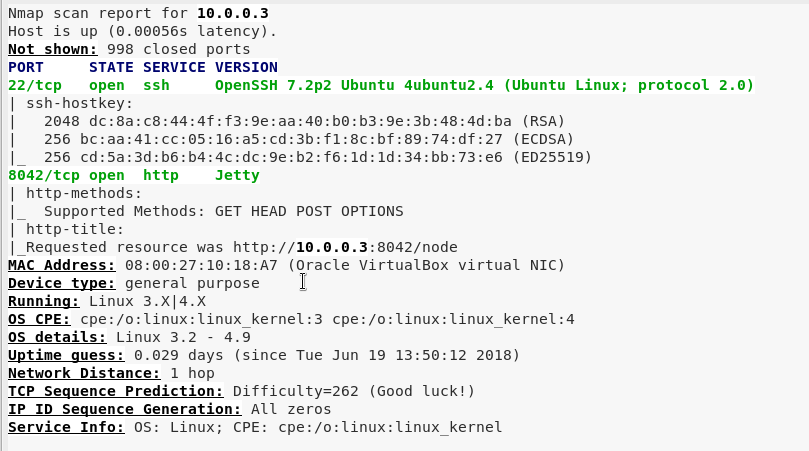 Nmap scan report for 10.0.0.3
Host is up (0.00056s latency).
Not shown: 998 closed ports
PORT     STATE SERVICE VERSION
22/tcp   open  ssh     OpenSSH 7.2p2 Ubuntu 4ubuntu2.4 (Ubuntu Linux; protocol 2.0)
| ssh-hostkey:
|   2048 dc:8a:c8:44:4f:f3:9e:aa:40:b0:b3:9e:3b:48:4d:ba (RSA)
|   256 bc:aa:41:cc:05:16:a5:cd:3b:f1:8c:bf:89:74:df:27 (ECDSA)
|_  256 cd:5a:3d:b6:b4:4c:dc:9e:b2:f6:1d:1d:34:bb:73:e6 (ED25519)
8042/tcp open  http    Jetty
| http-methods:
|_  Supported Methods: GET HEAD POST OPTIONS
| http-title:
|_Requested resource was http://10.0.0.3:8042/node
MAC Address: 08:00:27:10:18:A7 (Oracle VirtualBox virtual NIC)
Device type: general purpose
Running: Linux 3.X|4.X
OS CPE: cpe:/o:linux:linux_kernel:3 cpe:/o:linux:linux_kernel:4
OS details: Linux 3.2 - 4.9
Uptime guess: 0.029 days (since Tue Jun 19 13:50:12 2018)
Network Distance: 1 hop
TCP Sequence Prediction: Difficulty=262 (Good luck!)
IP ID Sequence Generation: All zeros
Service Info: OS: Linux; CPE: cpe:/o:linux:linux_kernel